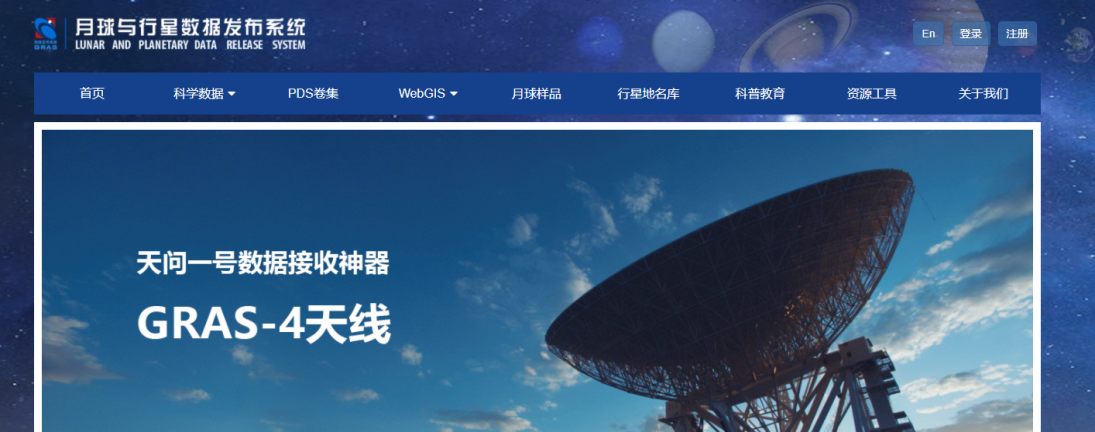 月球与行星数据发布系统
LUNAR AND PLANETARY DATA RELEASE SYSTEM
GRAS
En 登录 注册
首页 科学数据 PDS卷集 WebGIS 月球样品 行星地名库 科普教育 资源工具 关于我们
天问一号数据接收神器
GRAS-4天线